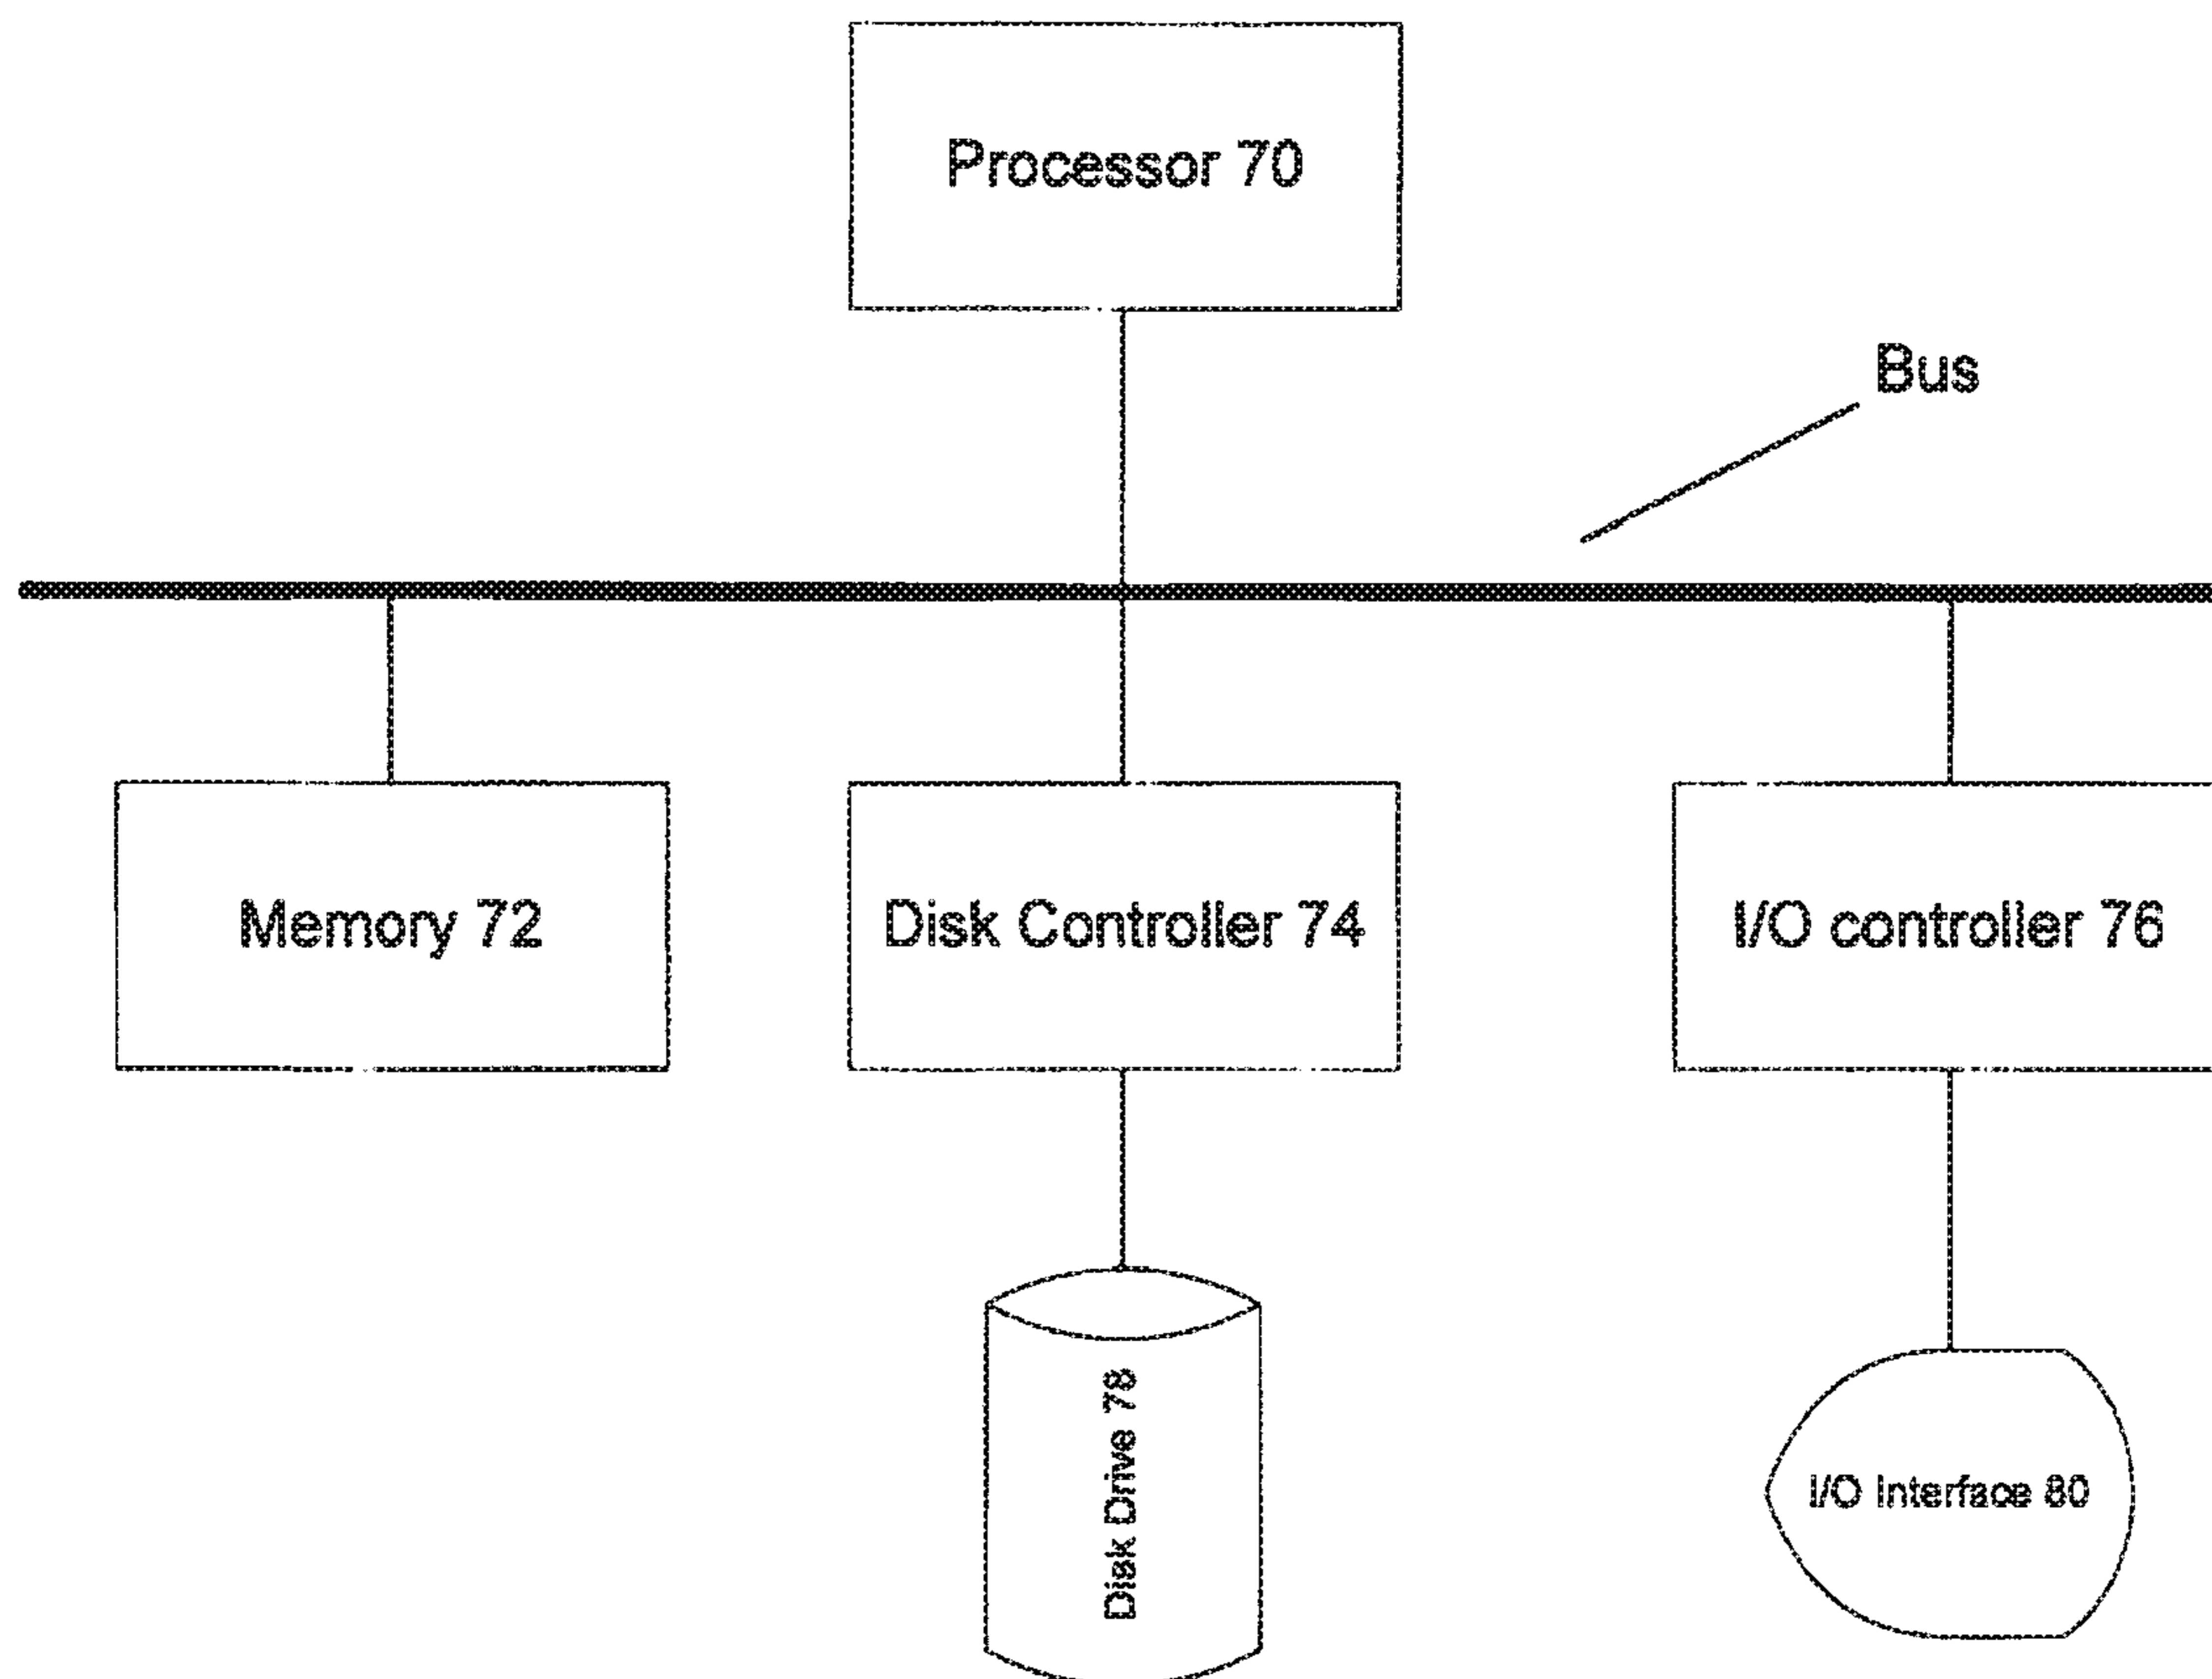 Processor 70
Bus
Memory 72
Disk Controller 74
I/O controller 76
Disk Drive 78
I/O Interface 80